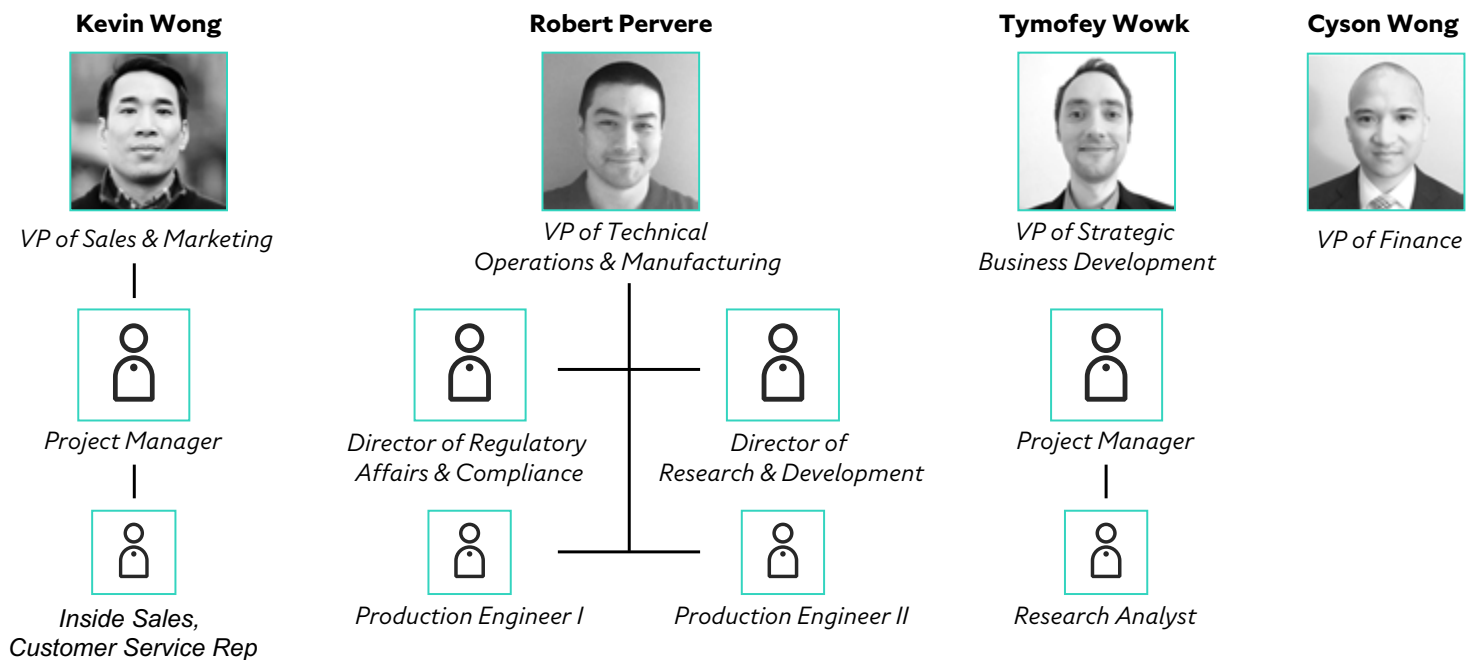 Kevin Wong
Robert Pervere
Tymofey Wowk
Cyson Wong
VP of Sales & Marketing
VP of Technical
Operations & Manufacturing
VP of Strategic
Business Development
VP of Finance
Project Manager
Director of Regulatory
Affairs & Compliance
Director of
Research & Development
Project Manager
Inside Sales,
Customer Service Rep
Production Engineer I
Production Engineer II
Research Analyst